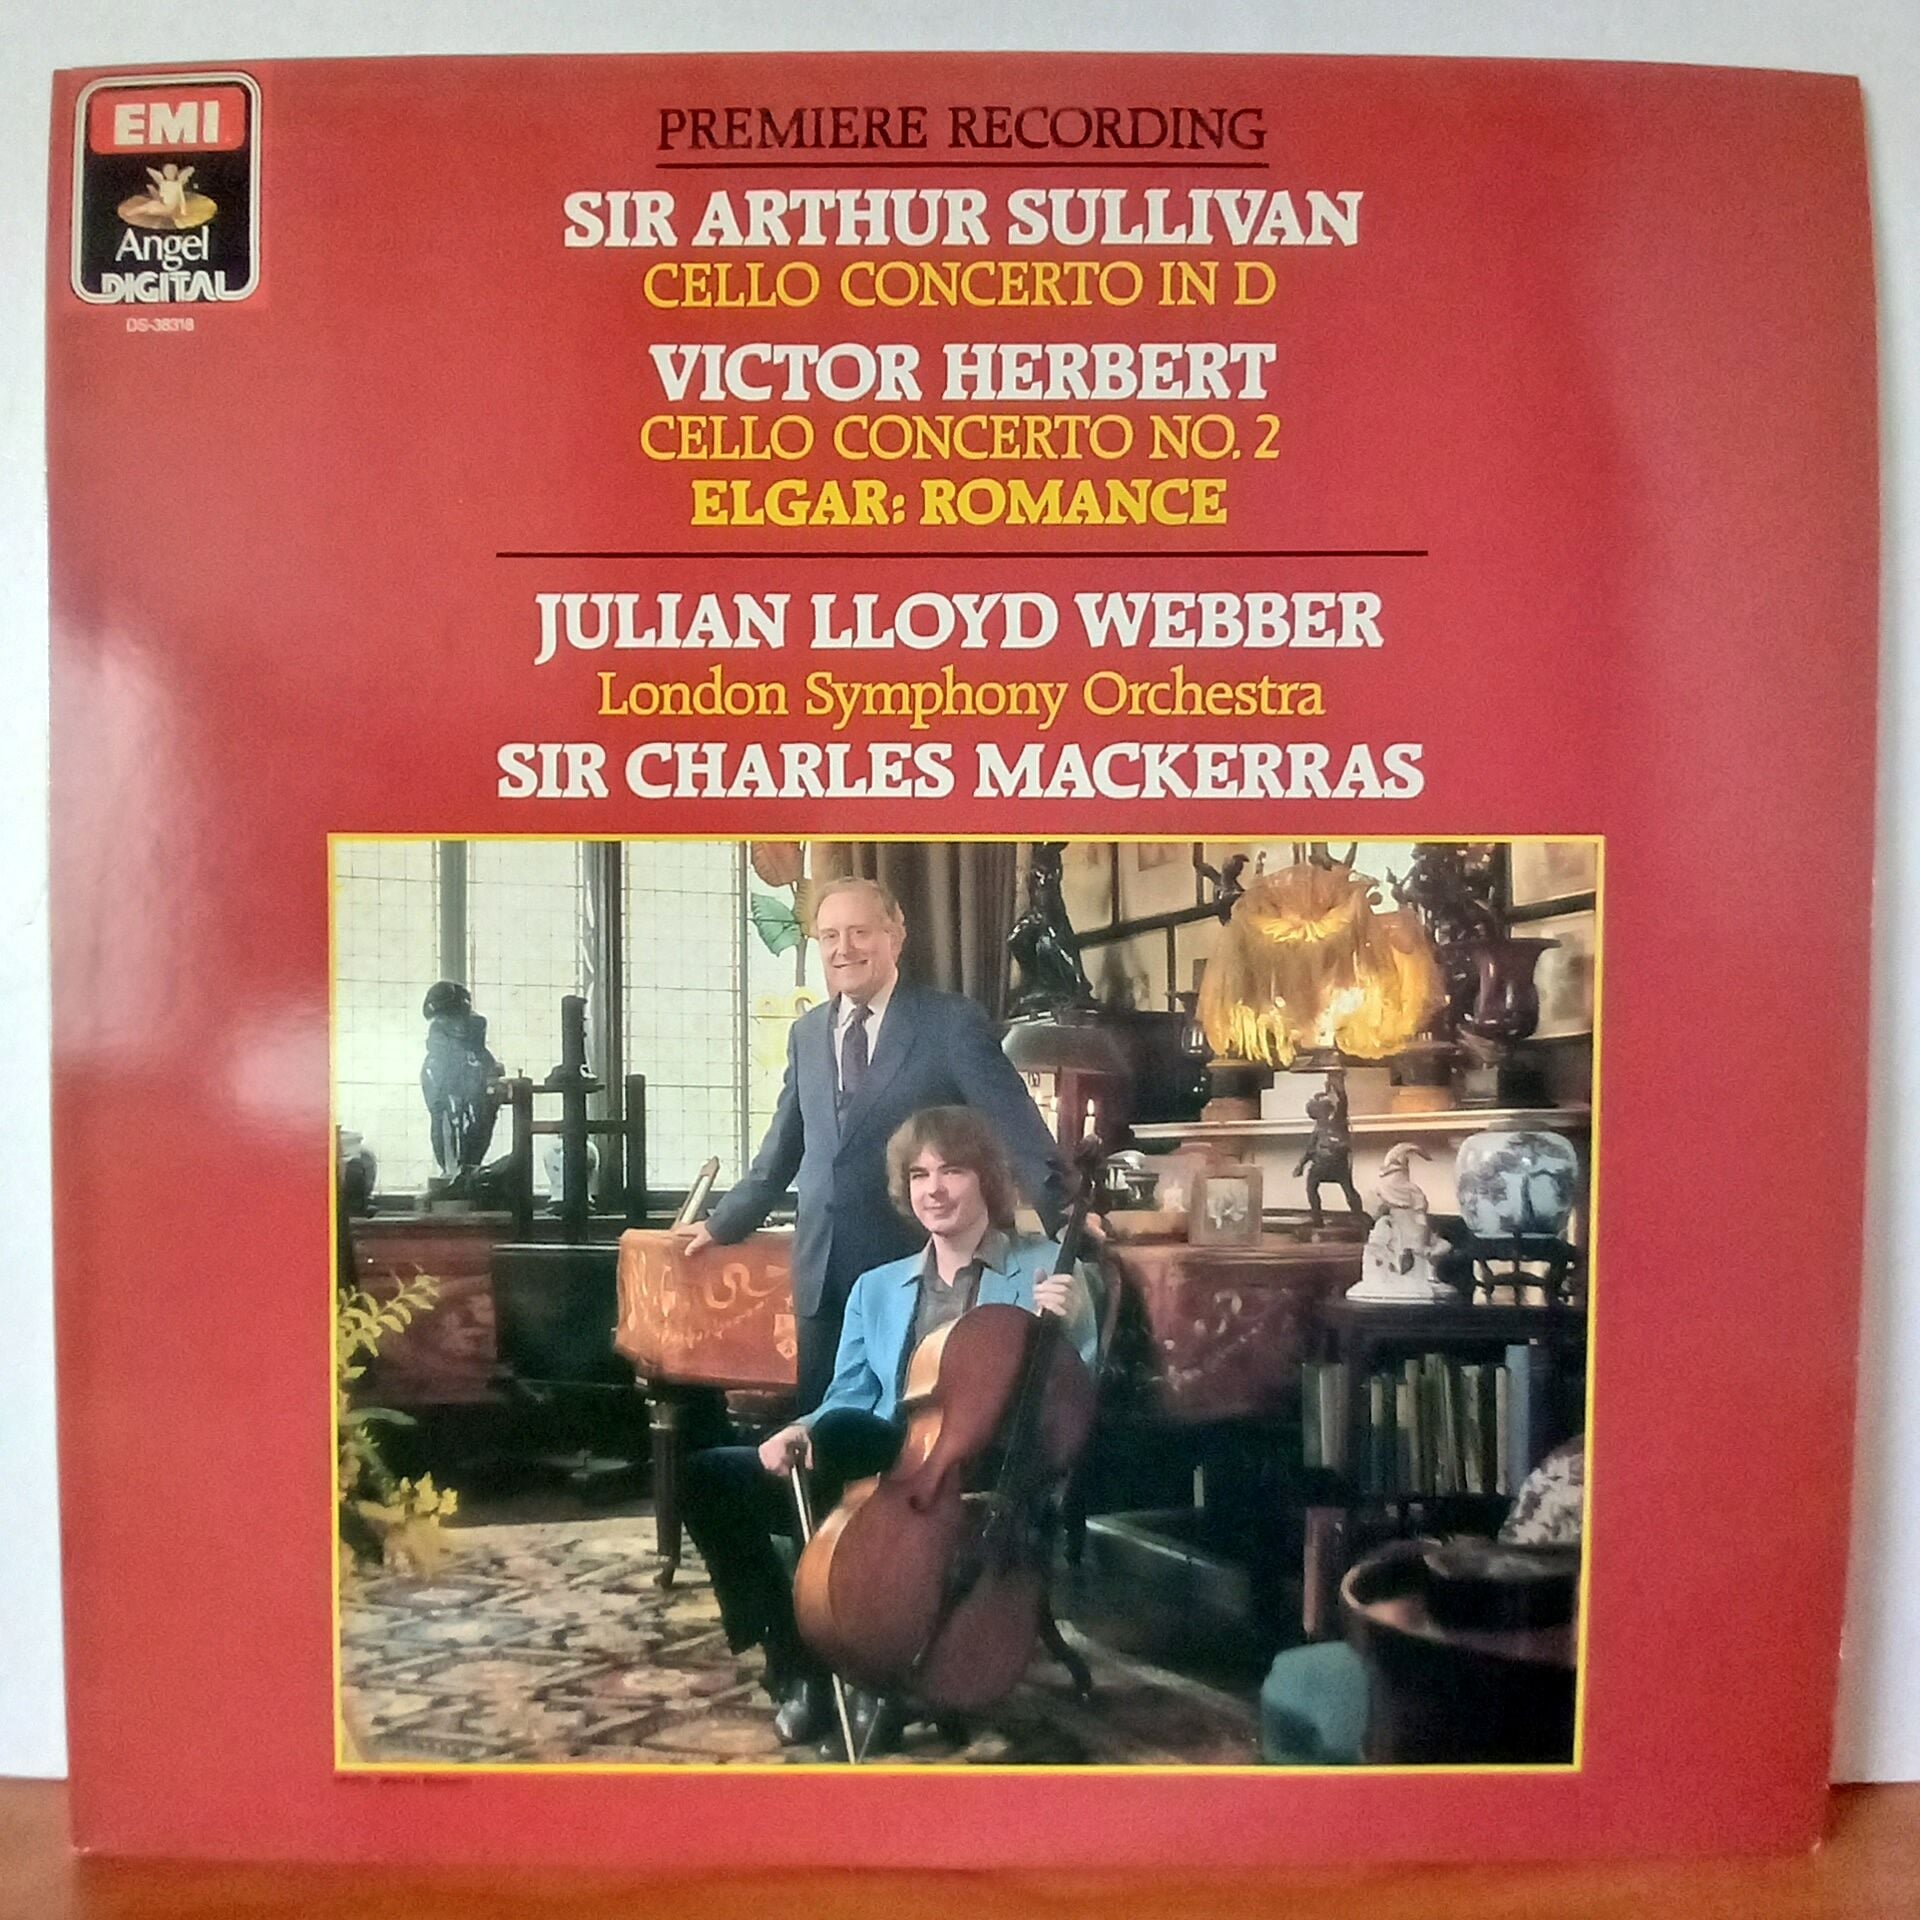 EMI
Angel
DIGITAL
DS-38318
PREMIERE RECORDING
SIR ARTHUR SULLIVAN
CELLO CONCERTO IN D
VICTOR HERBERT
CELLO CONCERTO NO. 2
ELGAR: ROMANCE
JULIAN LLOYD WEBBER
London Symphony Orchestra
SIR CHARLES MACKERRAS